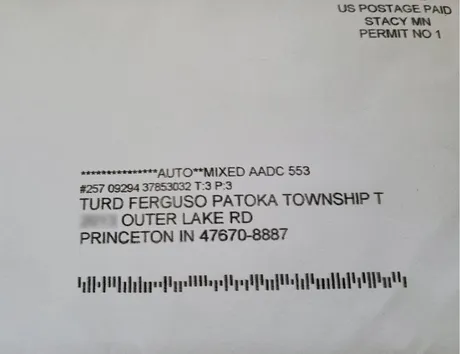 US POSTAGE PAID
STACY MN
PERMIT NO 1
***************AUTO**MIXED AADC 553
#257 09294 37853032 T:3 P:3
TURD FERGUSO PATOKA TOWNSHIP T
OUTER LAKE RD
PRINCETON IN 47670-8887